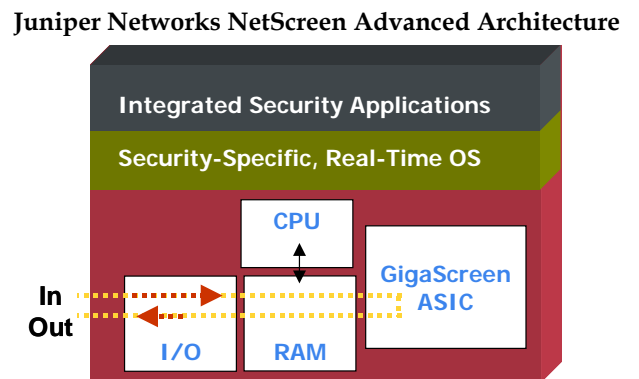 Juniper Networks NetScreen Advanced Architecture
Integrated Security Applications
Security-Specific, Real-Time OS
CPU
GigaScreen
ASIC
In
Out
I/O
RAM